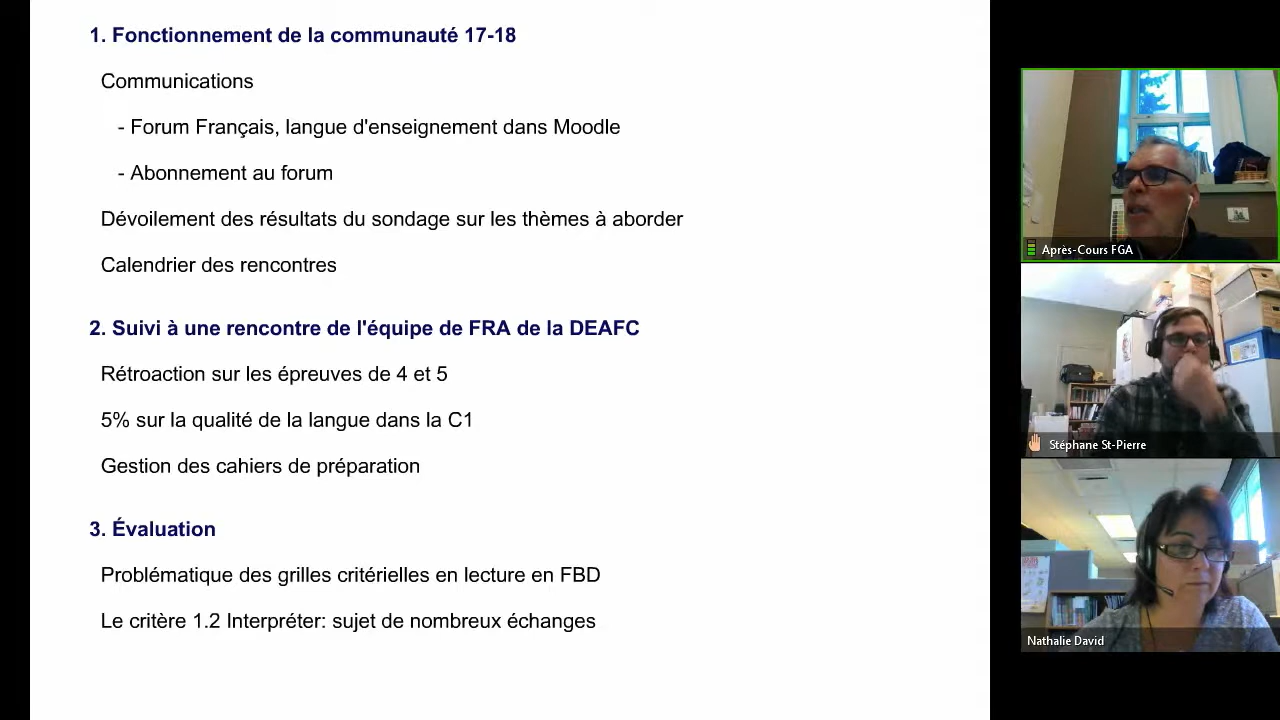 1. Fonctionnement de la communauté 17-18
Communications
- Forum Français, langue d'enseignement dans Moodle
- Abonnement au forum
Dévoilement des résultats du sondage sur les thèmes à aborder
Calendrier des rencontres
2. Suivi à une rencontre de l'équipe de FRA de la DEAFC
Rétroaction sur les épreuves de 4 et 5
5% sur la qualité de la langue dans la C1
Gestion des cahiers de préparation
3. Évaluation
Problématique des grilles critérielles en lecture en FBD
Le critère 1.2 Interpréter: sujet de nombreux échanges
Après-Cours FGA
Stéphane St-Pierre
Nathalie David